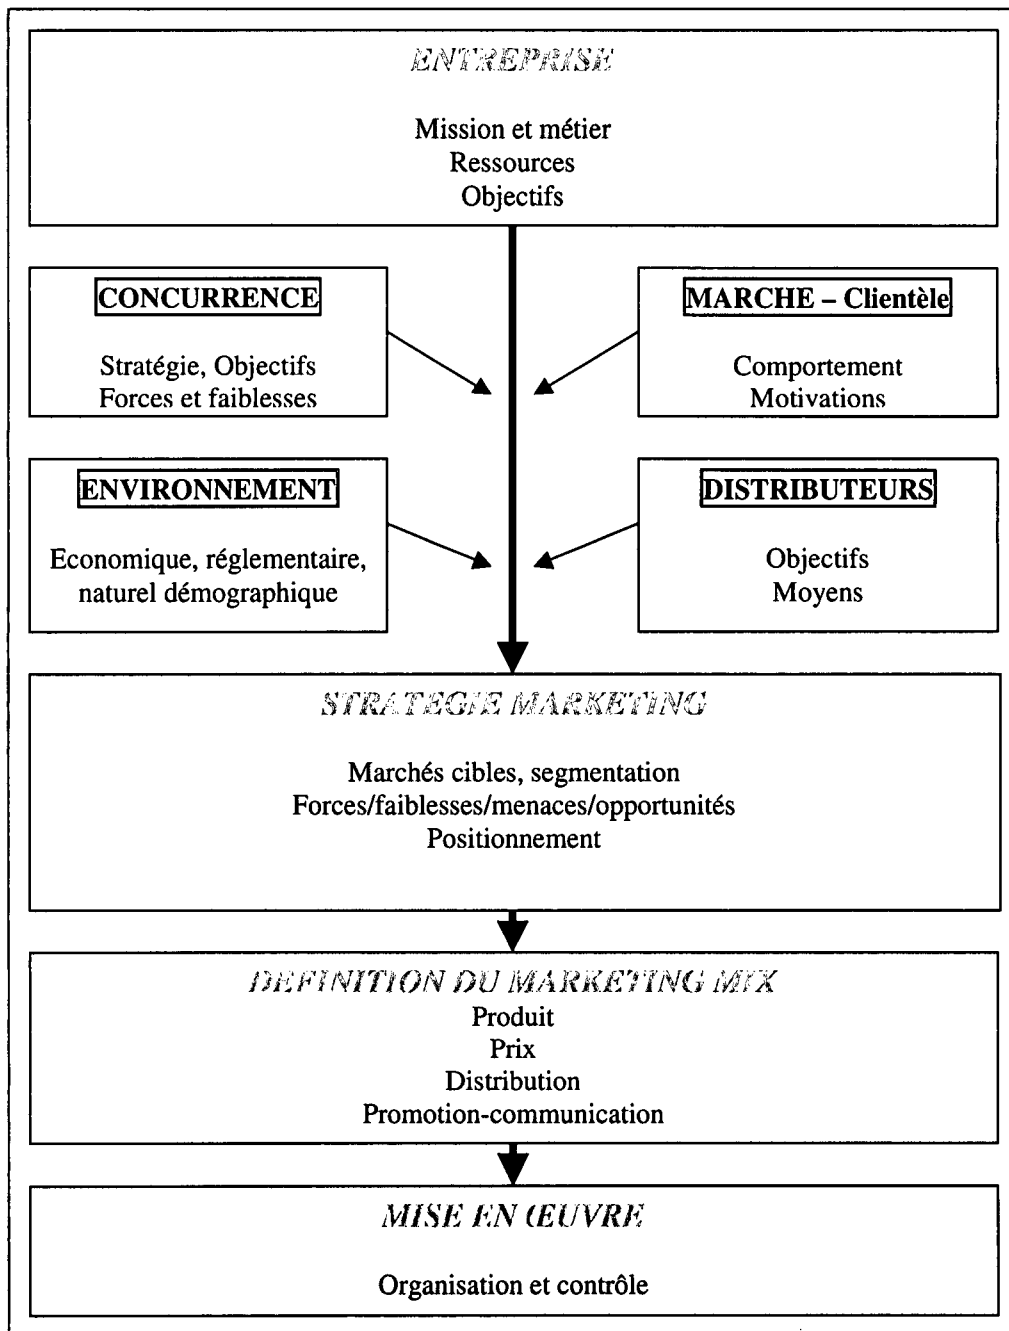 ENTREPRISE
Mission et métier
Ressources
Objectifs
CONCURRENCE
Stratégie, Objectifs
Forces et faiblesses
MARCHE – Clientèle
Comportement
Motivations
ENVIRONNEMENT
Economique, réglementaire,
naturel démographique
DISTRIBUTEURS
Objectifs
Moyens
STRATEGIE MARKETING
Marchés cibles, segmentation
Forces/faiblesses/menaces/opportunités
Positionnement
DEFINITION DU MARKETING MIX
Produit
Prix
Distribution
Promotion-communication
MISE EN ŒUVRE
Organisation et contrôle